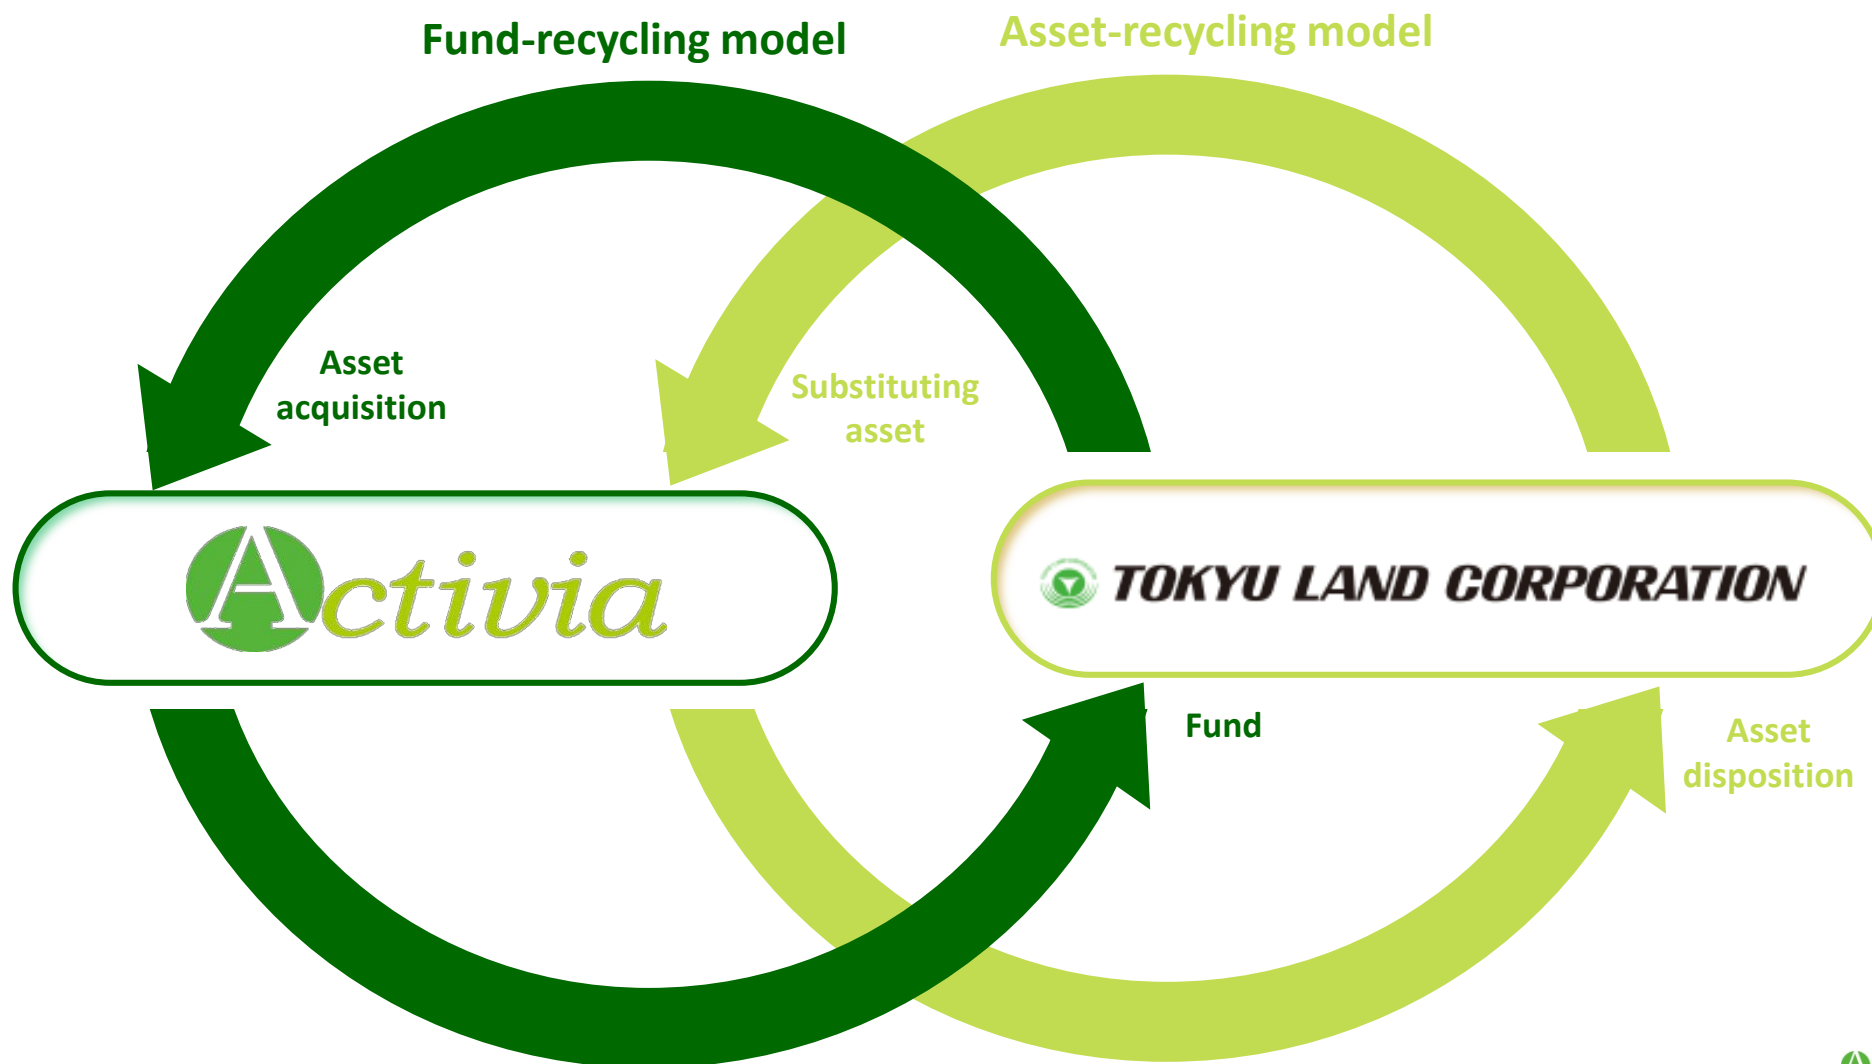 Fund-recycling model
Asset-recycling model
Asset
acquisition
Substituting
asset
Activia
TOKYU LAND CORPORATION
Fund
Asset
disposition